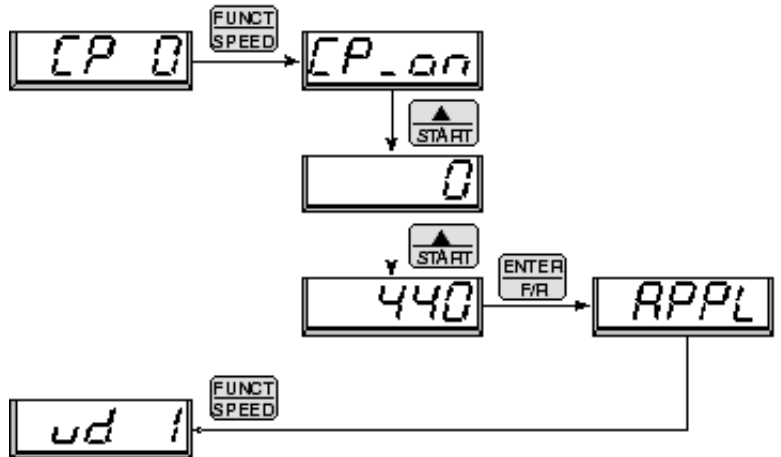 FUNCT
SPEED
CP 0
CP_on
START
0
START
440
ENTER
F/R
APPL
FUNCT
SPEED
ud 1